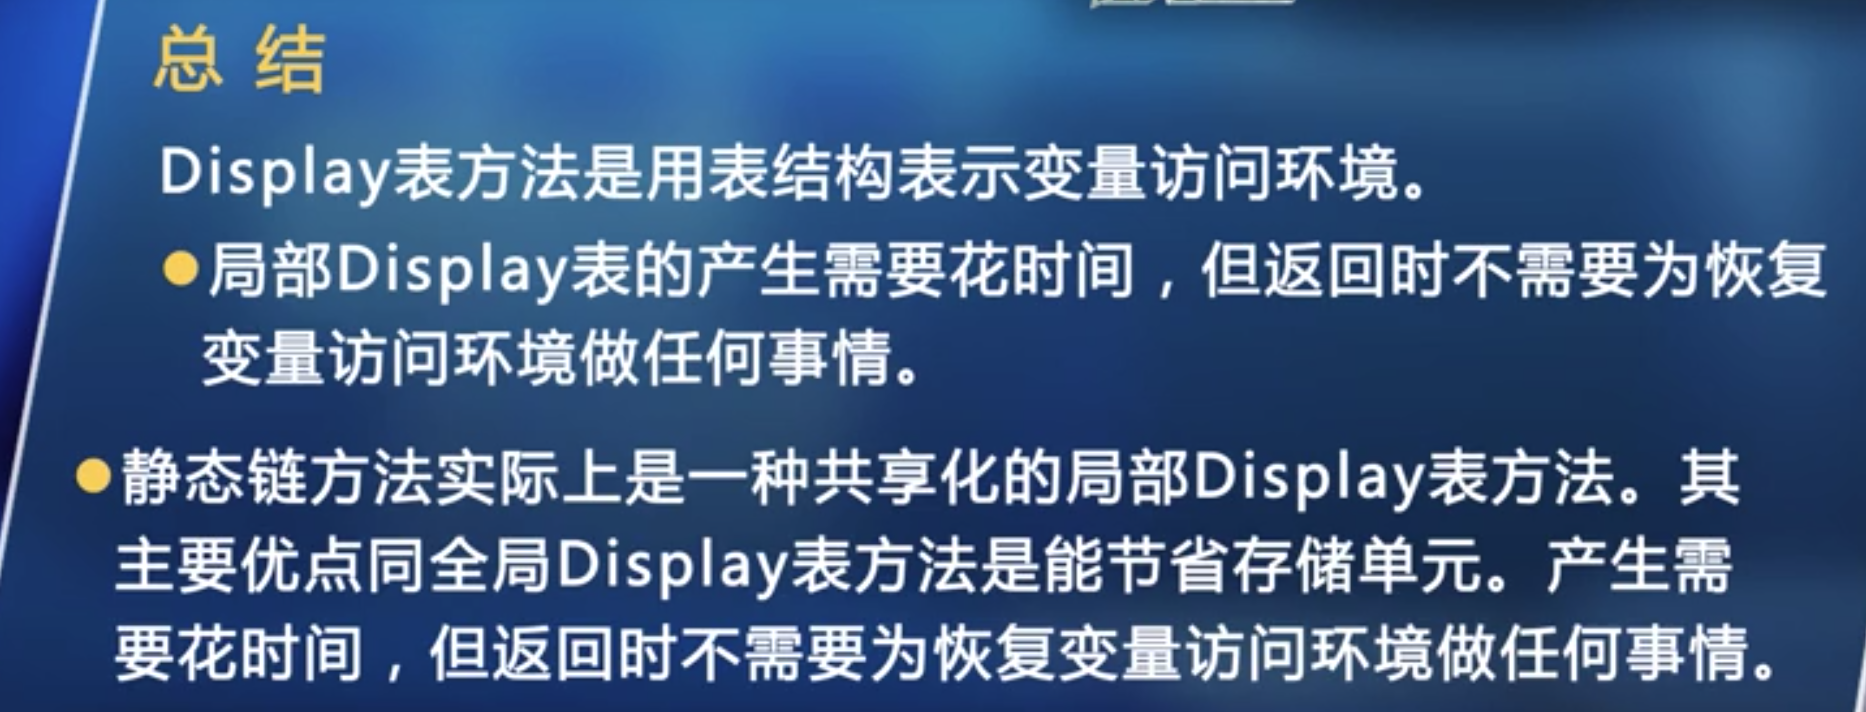 总 结
Display表方法是用表结构表示变量访问环境。
●局部Display表的产生需要花时间，但返回时不需要为恢复
变量访问环境做任何事情。
●静态链方法实际上是一种共享化的局部Display表方法。其
主要优点同全局Display表方法是能节省存储单元。产生需
要花时间，但返回时不需要为恢复变量访问环境做任何事情。